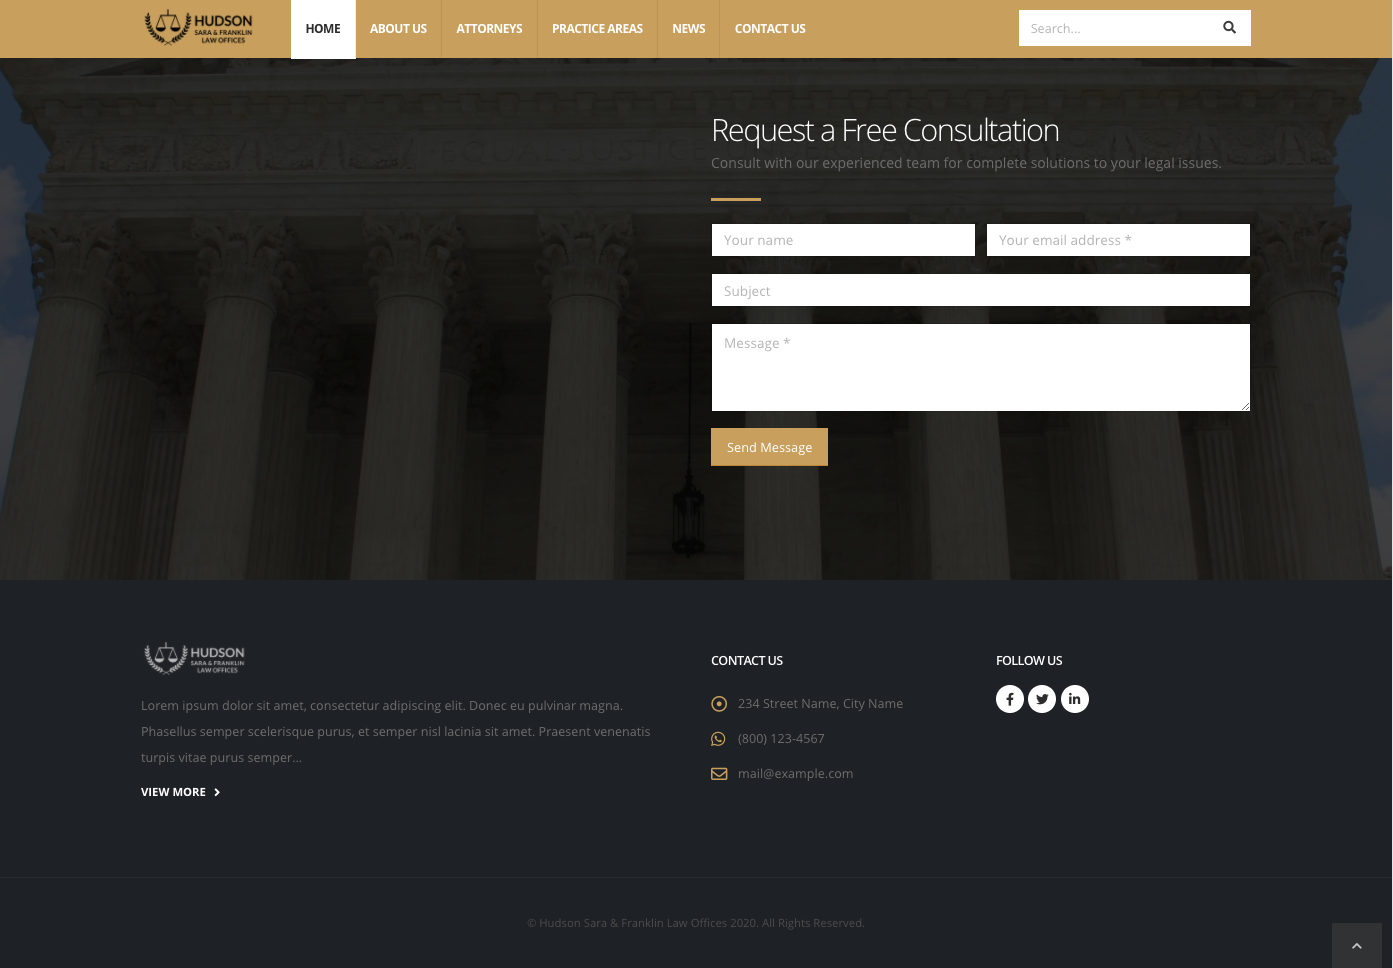 HUDSON
SARA & FRANKLIN
LAW OFFICES
HOME
ABOUT US
ATTORNEYS
PRACTICE AREAS
NEWS
CONTACT US
Search...
Request a Free Consultation
Consult with our experienced team for complete solutions to your legal issues.
Your name
Your email address *
Subject
Message *
Send Message
HUDSON
SARA & FRANKLIN
LAW OFFICES
Lorem ipsum dolor sit amet, consectetur adipiscing elit. Donec eu pulvinar magna.
Phasellus semper scelerisque purus, et semper nisl lacinia sit amet. Praesent venenatis
turpis vitae purus semper...
VIEW MORE
CONTACT US
234 Street Name, City Name
(800) 123-4567
mail@example.com
FOLLOW US
© Hudson Sara & Franklin Law Offices 2020. All Rights Reserved.